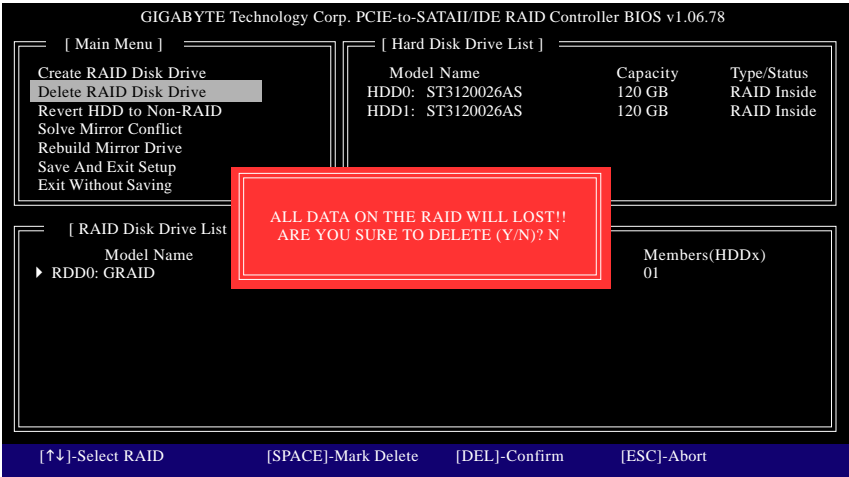 GIGABYTE Technology Corp. PCIE-to-SATAII/IDE RAID Controller BIOS v1.06.78
[ Main Menu ]
Create RAID Disk Drive
Delete RAID Disk Drive
Revert HDD to Non-RAID
Solve Mirror Conflict
Rebuild Mirror Drive
Save And Exit Setup
Exit Without Saving
[ Hard Disk Drive List ]
Model Name Capacity Type/Status
HDD0: ST3120026AS 120 GB RAID Inside
HDD1: ST3120026AS 120 GB RAID Inside
ALL DATA ON THE RAID WILL LOST!!
ARE YOU SURE TO DELETE (Y/N)? N
[ RAID Disk Drive List
Model Name Members(HDDx)
RDD0: GRAID 01
[↑↓]-Select RAID [SPACE]-Mark Delete [DEL]-Confirm [ESC]-Abort